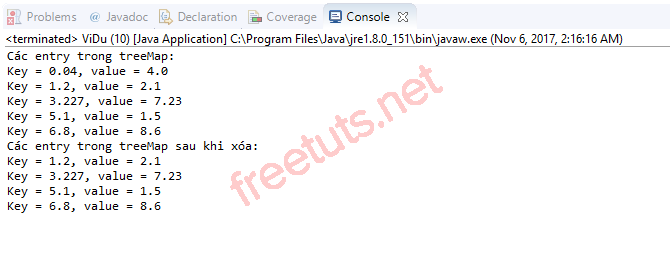 Problems @ Javadoc Declaration Coverage Console
<terminated> ViDu (10) [Java Application] C:\Program Files\Java\jre1.8.0_151\bin\javaw.exe (Nov 6, 2017, 2:16:16 AM)
Các entry trong treeMap:
Key = 0.04, value = 4.0
Key = 1.2, value = 2.1
Key = 3.227, value = 7.23
Key = 5.1, value = 1.5
Key = 6.8, value = 8.6
Các entry trong treeMap sau khi xóa:
Key = 1.2, value = 2.1
Key = 3.227, value = 7.23
Key = 5.1, value = 1.5
Key = 6.8, value = 8.6
freetuts.net